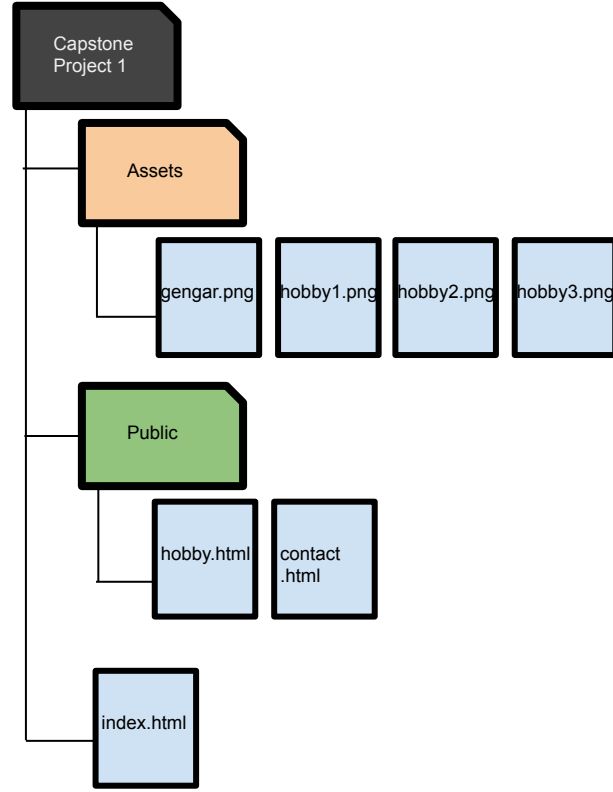 Capstone
Project 1
Assets
gengar.png
hobby1.png
hobby2.png
hobby3.png
Public
hobby.html
contact
.html
index.html